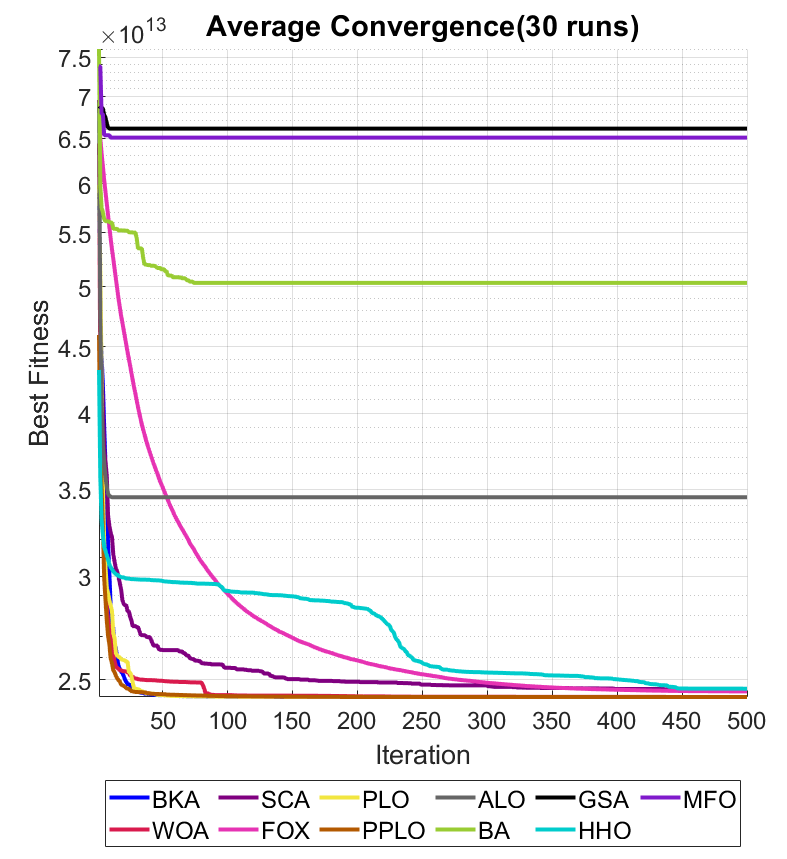 Average Convergence(30 runs)
×10^13
7.5
7
6.5
6
5.5
5
4.5
4
3.5
3
2.5
Best Fitness
50 100 150 200 250 300 350 400 450 500
Iteration
BKA SCA PLO ALO GSA MFO
WOA FOX PPLO BA HHO